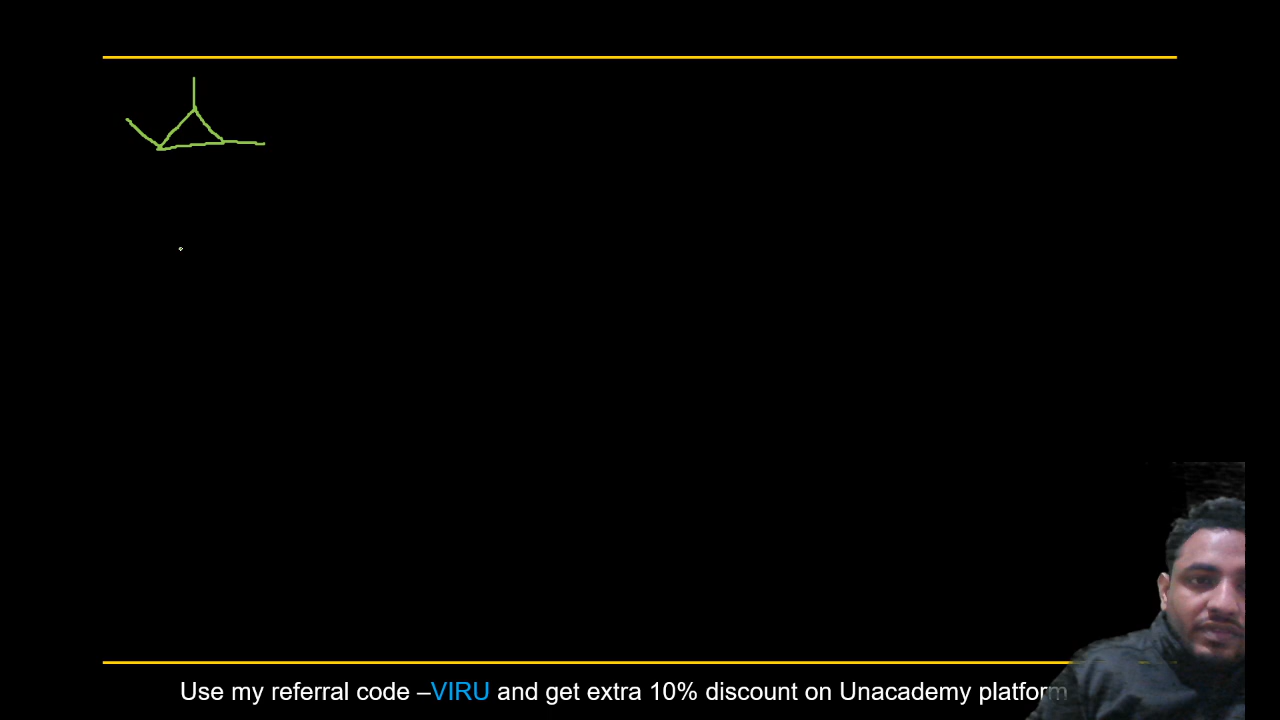 Use my referral code –VIRU and get extra 10% discount on Unacademy platform